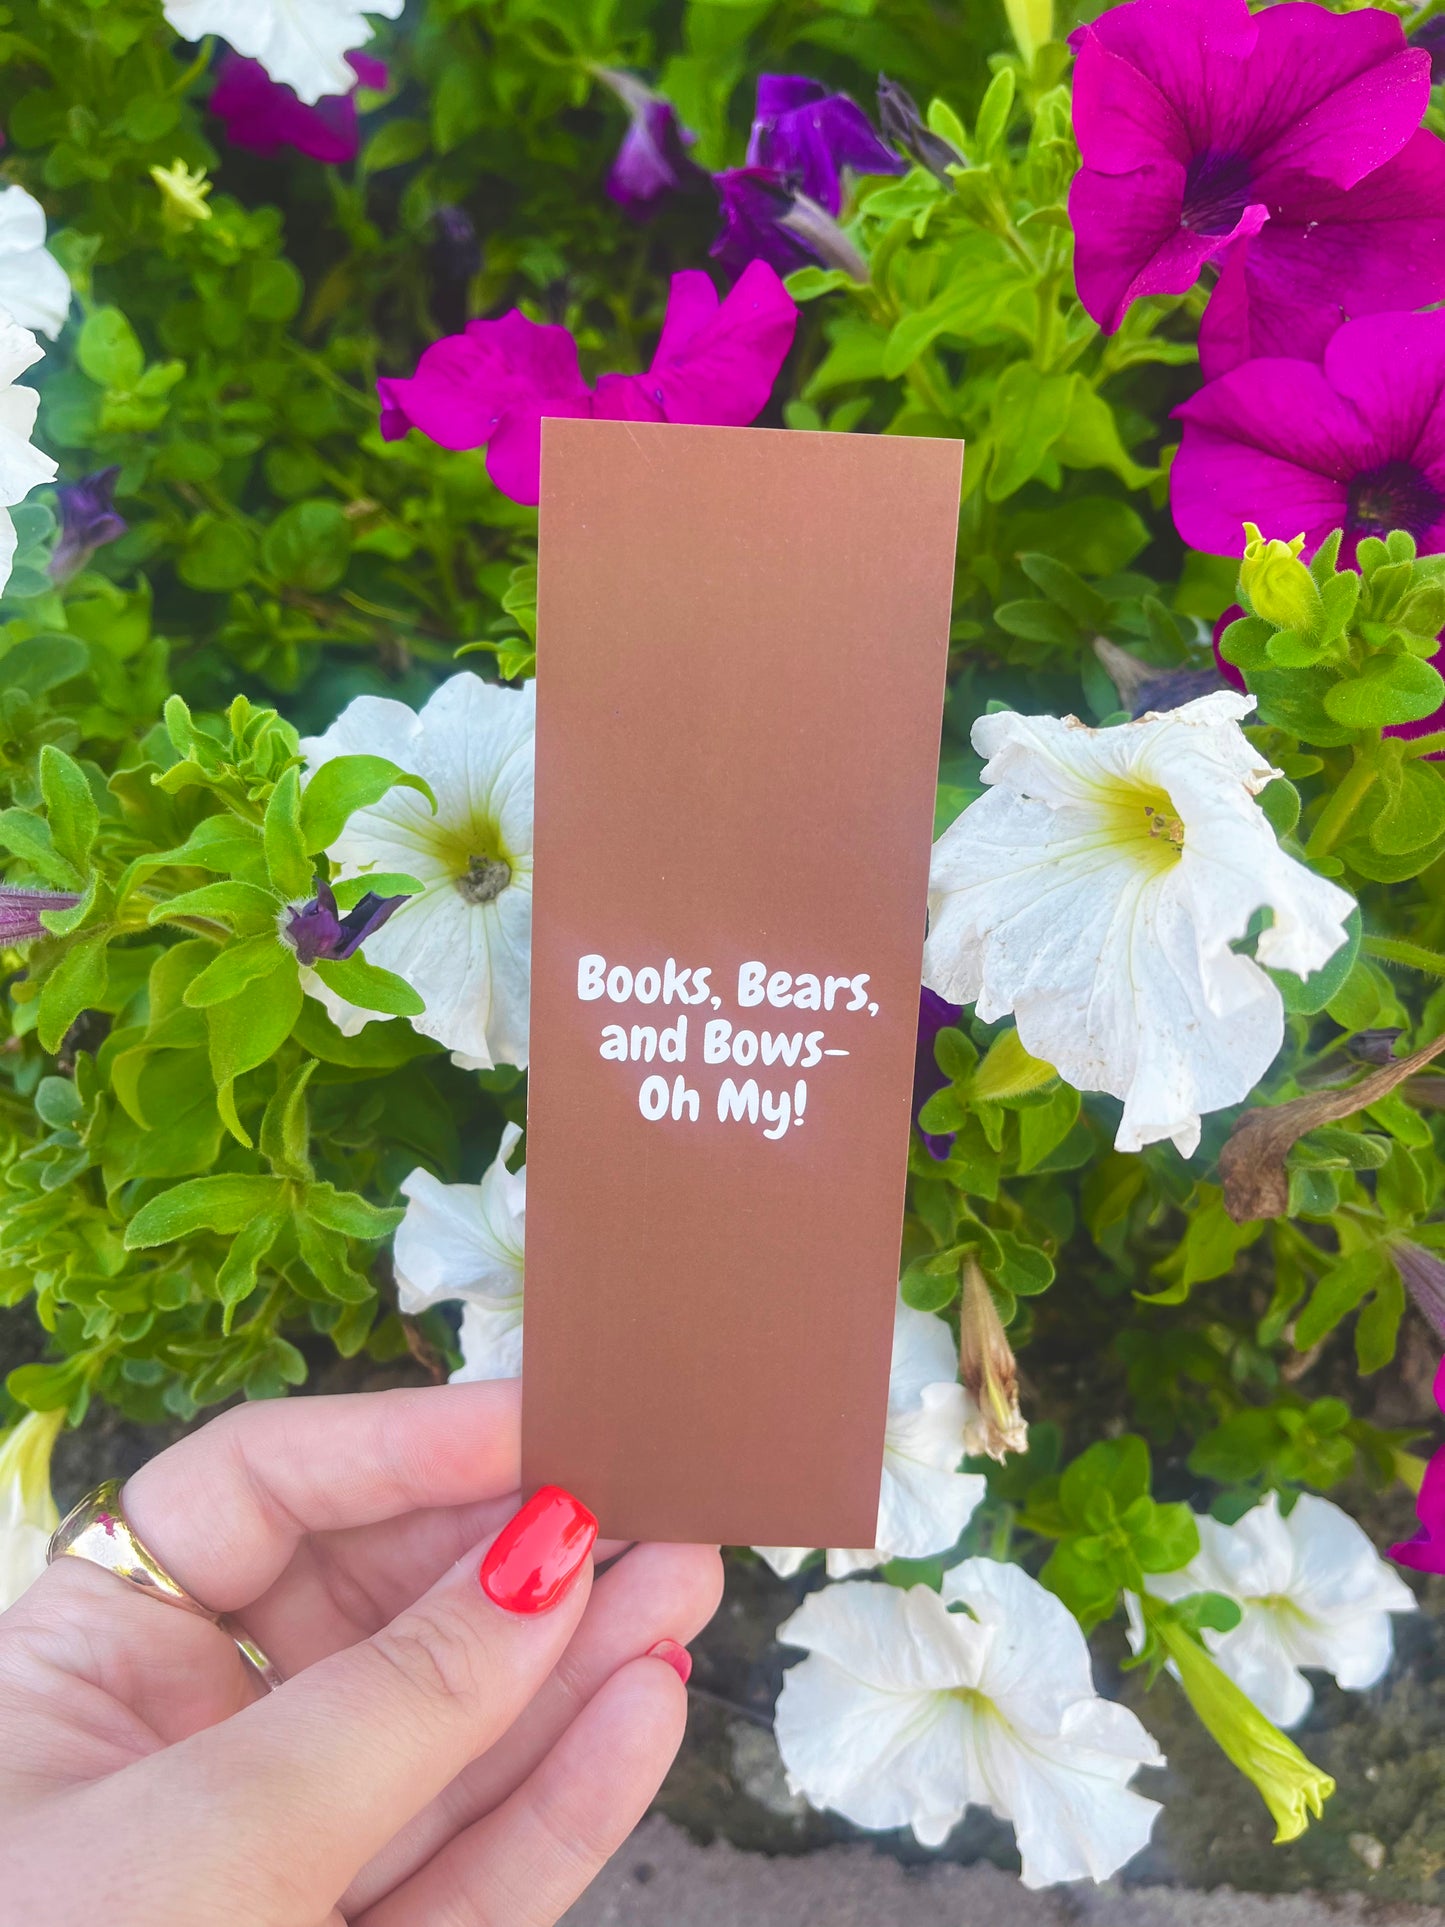 Books, Bears,
and Bows-
Oh My!